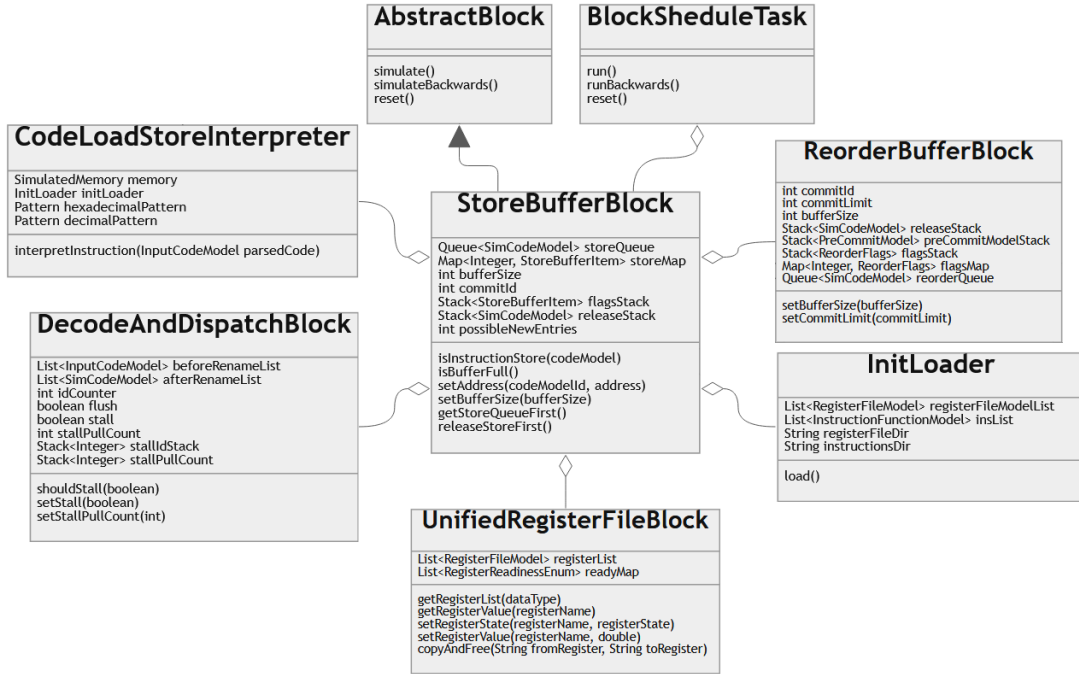 AbstractBlock
simulate()
simulateBackwards()
reset()
BlockSheduleTask
run()
runBackwards()
reset()
CodeLoadStoreInterpreter
SimulatedMemory memory
InitLoader initLoader
Pattern hexadecimalPattern
Pattern decimalPattern
interpretInstruction(InputCodeModel parsedCode)
StoreBufferBlock
Queue<SimCodeModel> storeQueue
Map<Integer, StoreBufferItem> storeMap
int bufferSize
int commitId
Stack<StoreBufferItem> flagsStack
Stack<SimCodeModel> releaseStack
int possibleNewEntries
isInstructionStore(codeModel)
isBufferFull()
setAddress(codeModelId, address)
setBufferSize(bufferSize)
getStoreQueueFirst()
releaseStoreFirst()
ReorderBufferBlock
int commitId
int commitLimit
int bufferSize
Stack<SimCodeModel> releaseStack
Stack<PreCommitModel> preCommitModelStack
Stack<ReorderFlags> flagsStack
Map<Integer, ReorderFlags> flagsMap
Queue<SimCodeModel> reorderQueue
setBufferSize(bufferSize)
setCommitLimit(commitLimit)
DecodeAndDispatchBlock
List<InputCodeModel> beforeRenameList
List<SimCodeModel> afterRenameList
int idCounter
boolean flush
boolean stall
int stallPullCount
Stack<Integer> stallIdStack
Stack<Integer> stallPullCount
shouldStall(boolean)
setStall(boolean)
setStallPullCount(int)
InitLoader
List<RegisterFileModel> registerFileModelList
List<InstructionFunctionModel> insList
String registerFileDir
String instructionsDir
load()
UnifiedRegisterFileBlock
List<RegisterFileModel> registerList
List<RegisterReadinessEnum> readyMap
getRegisterList(dataType)
getRegisterValue(registerName)
setRegisterState(registerName, registerState)
setRegisterValue(registerName, double)
copyAndFree(String fromRegister, String toRegister)